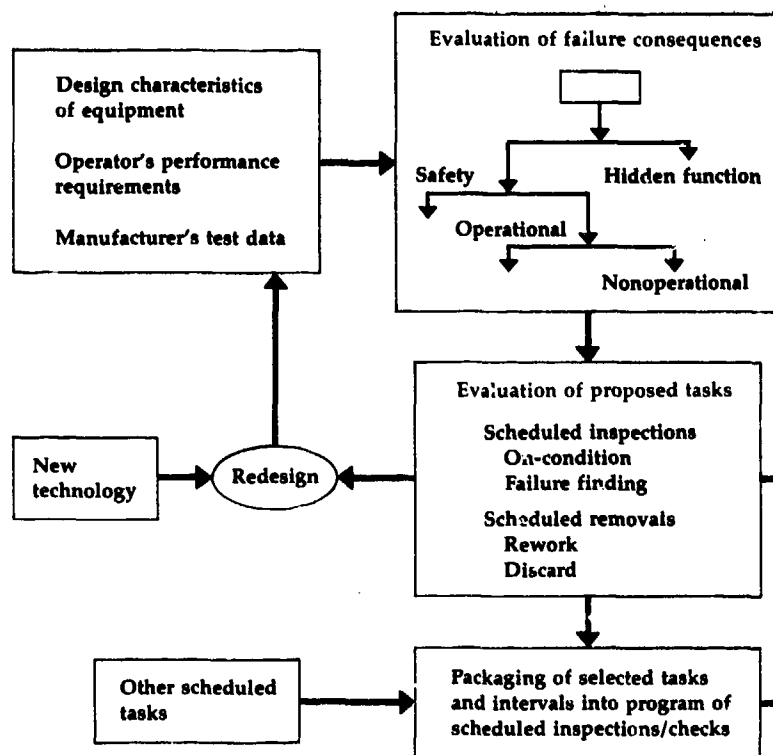 Design characteristics
of equipment
Operator's performance
requirements
Manufacturer's test data
Evaluation of failure consequences
Safety
Hidden function
Operational
Nonoperational
Evaluation of proposed tasks
Scheduled inspections
On-condition
Failure finding
Scheduled removals
Rework
Discard
New
technology
Redesign
Other scheduled
tasks
Packaging of selected tasks
and intervals into program of
scheduled inspections/checks